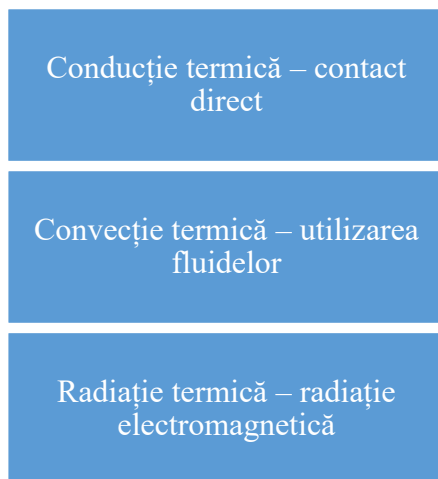 Conducție termică – contact
direct
Convecție termică – utilizarea
fluidelor
Radiație termică – radiație
electromagnetică